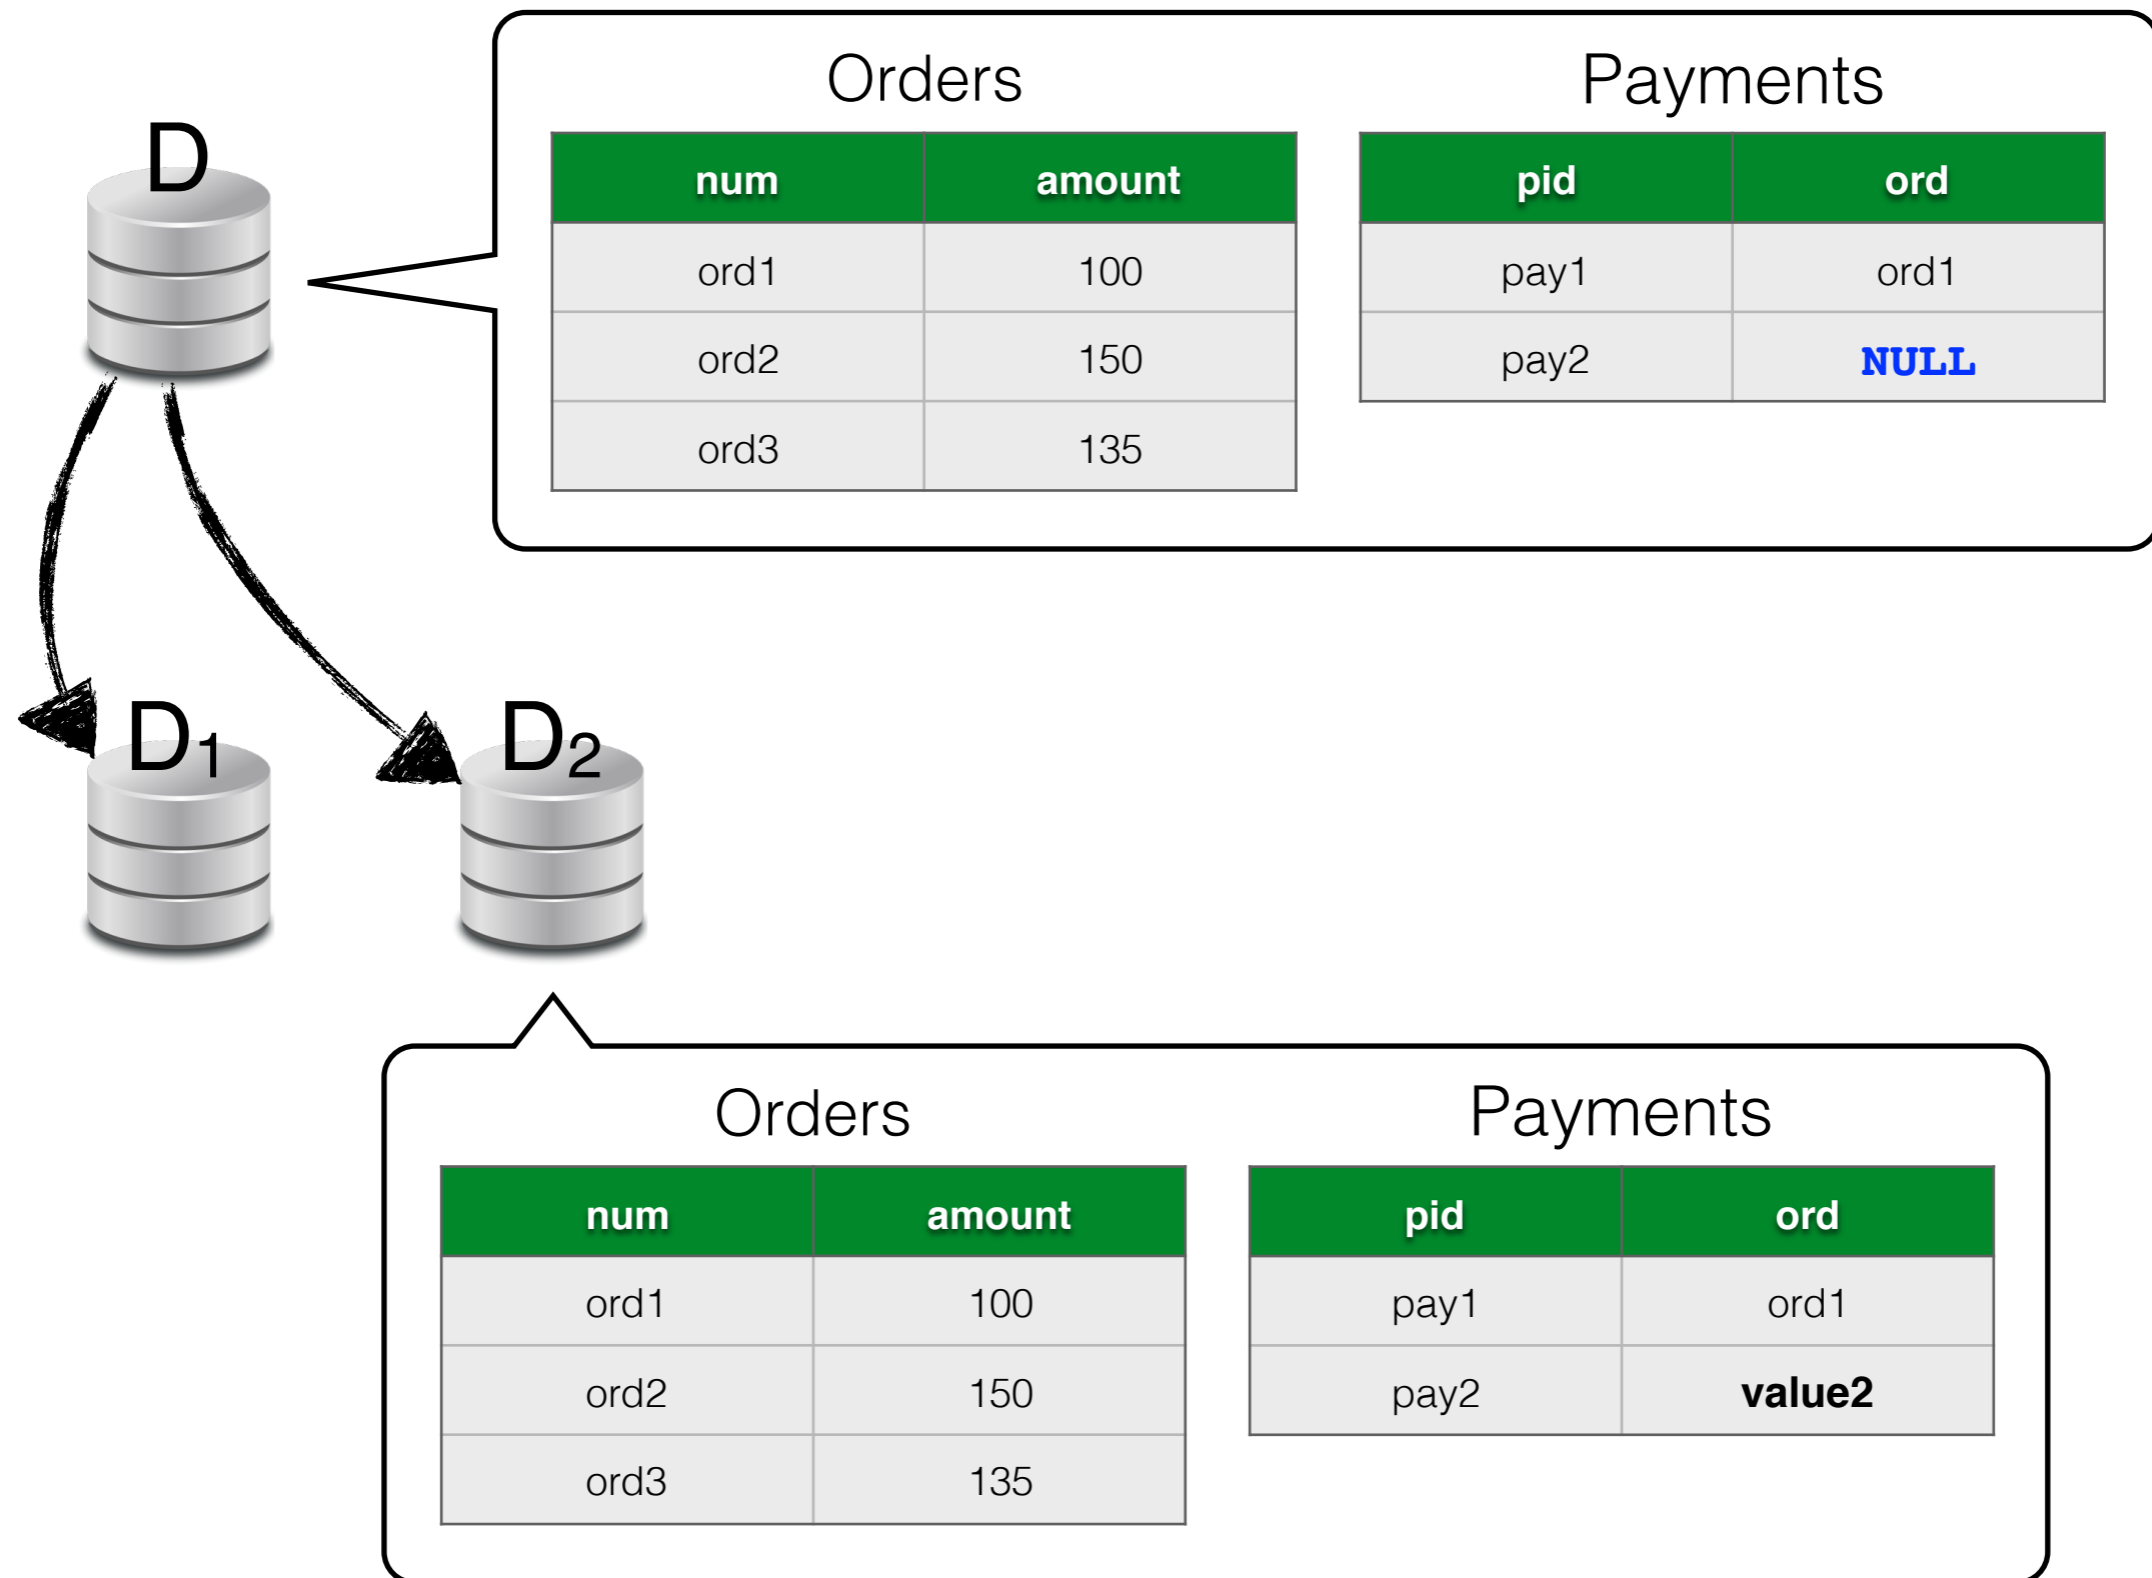 D
Orders
Payments
num amount
pid ord
ord1 100
pay1 ord1
ord2 150
pay2 NULL
ord3 135
D₁
D₂
Orders
Payments
num amount
pid ord
ord1 100
pay1 ord1
ord2 150
pay2 value2
ord3 135